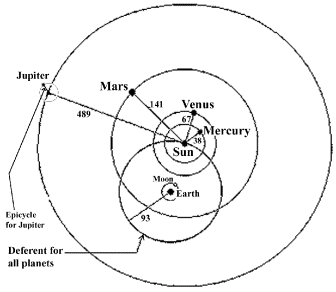 Jupiter
Mars
489
141
Venus
67
Mercury
38
Sun
Moon
Earth
93
Epicycle
for Jupiter
Deferent for
all planets